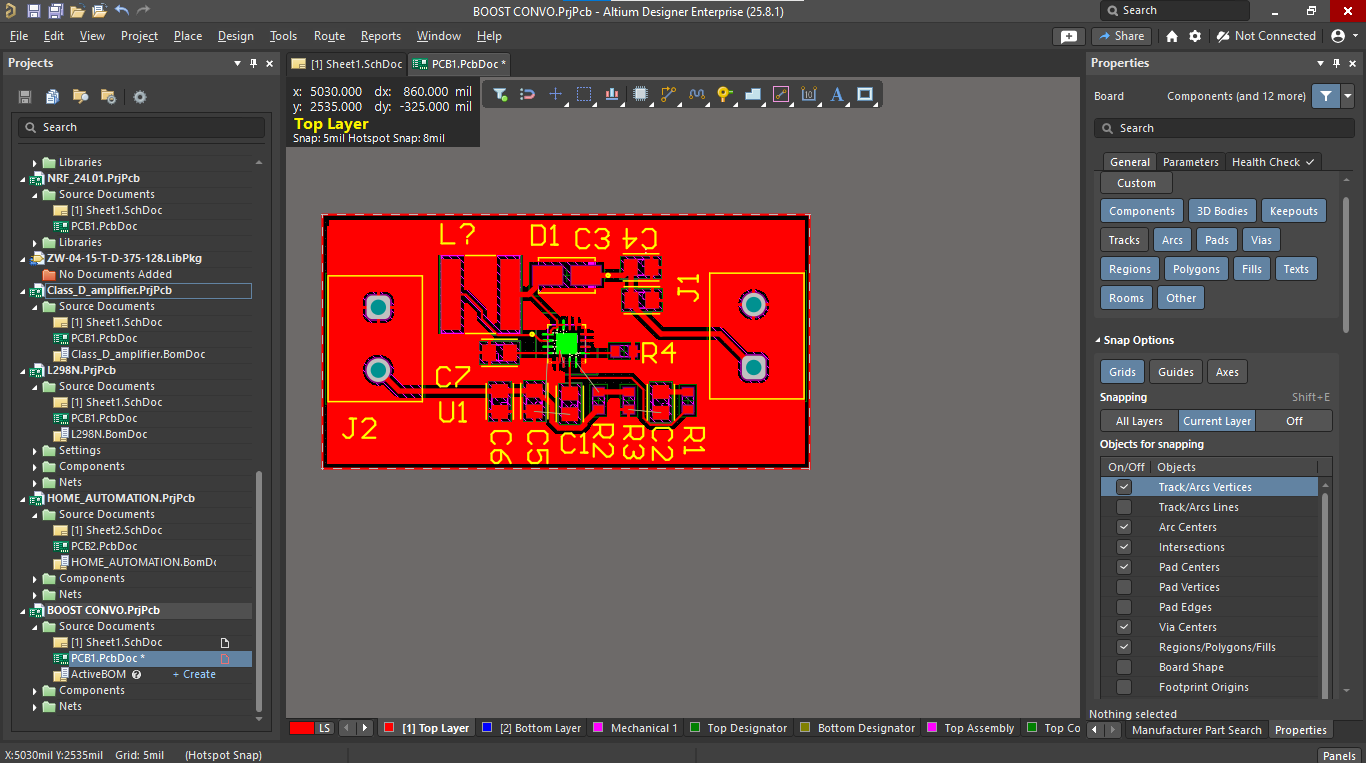 BOOST CONVO.PrjPcb - Altium Designer Enterprise (25.8.1)
Search
File Edit View Project Place Design Tools Route Reports Window Help
Share
Not Connected
Projects
Search
Libraries
NRF_24L01.PrjPcb
Source Documents
[1] Sheet1.SchDoc
PCB1.PcbDoc
Libraries
ZW-04-15-T-D-375-128.LibPkg
No Documents Added
Class_D_amplifier.PrjPcb
Source Documents
[1] Sheet1.SchDoc
PCB1.PcbDoc
Class_D_amplifier.BomDoc
L298N.PrjPcb
Source Documents
[1] Sheet1.SchDoc
PCB1.PcbDoc
L298N.BomDoc
Settings
Components
Nets
HOME_AUTOMATION.PrjPcb
Source Documents
[1] Sheet2.SchDoc
PCB2.PcbDoc
HOME_AUTOMATION.BomDc
Components
Nets
BOOST CONVO.PrjPcb
Source Documents
[1] Sheet1.SchDoc
PCB1.PcbDoc *
ActiveBOM + Create
Components
Nets
[1] Sheet1.SchDoc
PCB1.PcbDoc *
x: 5030.000 dx: 860.000 mil
y: 2535.000 dy: -325.000 mil
Top Layer
Snap: 5mil Hotspot Snap: 8mil
L?
D1
C3
C4
J1
R4
C7
U1
J2
C6
C5
C1
R2
R3
C2
R1
LS
[1] Top Layer
[2] Bottom Layer
Mechanical 1
Top Designator
Bottom Designator
Top Assembly
Top Co
Properties
Board
Components (and 12 more)
Search
General
Parameters
Health Check
Custom
Components
3D Bodies
Keepouts
Tracks
Arcs
Pads
Vias
Regions
Polygons
Fills
Texts
Rooms
Other
Snap Options
Grids
Guides
Axes
Snapping
Shift+E
All Layers
Current Layer
Off
Objects for snapping
On/Off Objects
Track/Arcs Vertices
Track/Arcs Lines
Arc Centers
Intersections
Pad Centers
Pad Vertices
Pad Edges
Via Centers
Regions/Polygons/Fills
Board Shape
Footprint Origins
Nothing selected
Manufacturer Part Search
Properties
X:5030mil Y:2535mil Grid: 5mil (Hotspot Snap)
Panels